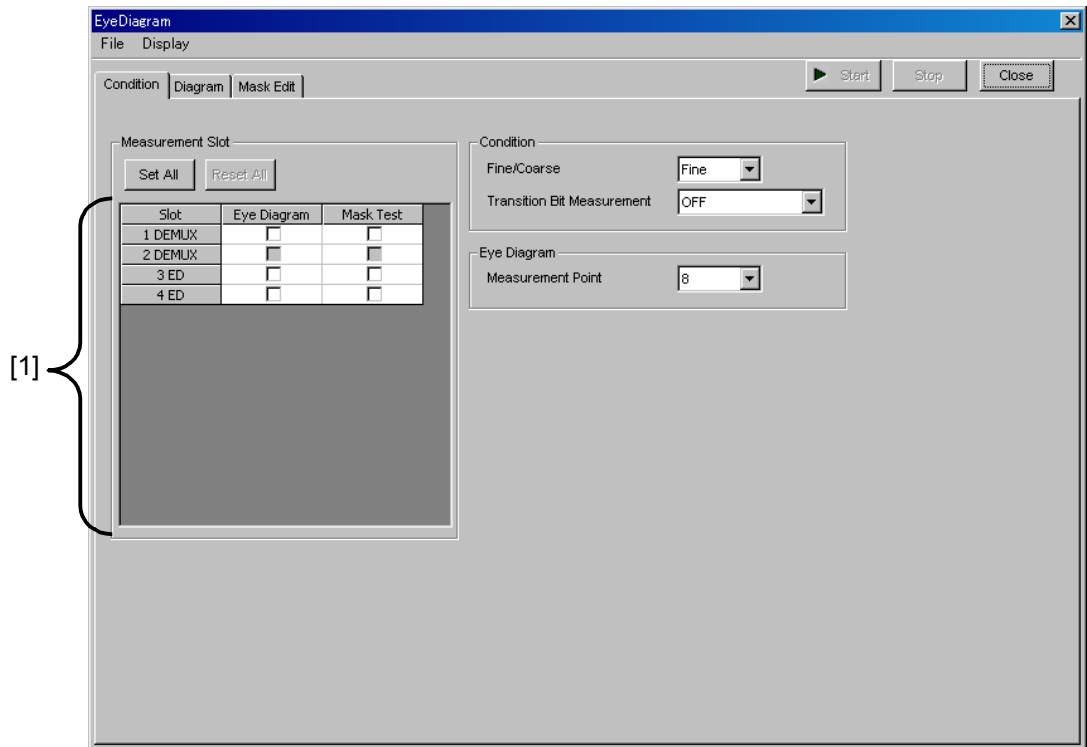 EyeDiagram
File Display
Start Stop Close
Condition Diagram Mask Edit
Measurement Slot
Set All Reset All
Slot Eye Diagram Mask Test
1 DEMUX
2 DEMUX
3 ED
4 ED
[1]
Condition
Fine/Coarse Fine
Transition Bit Measurement OFF
Eye Diagram
Measurement Point 8